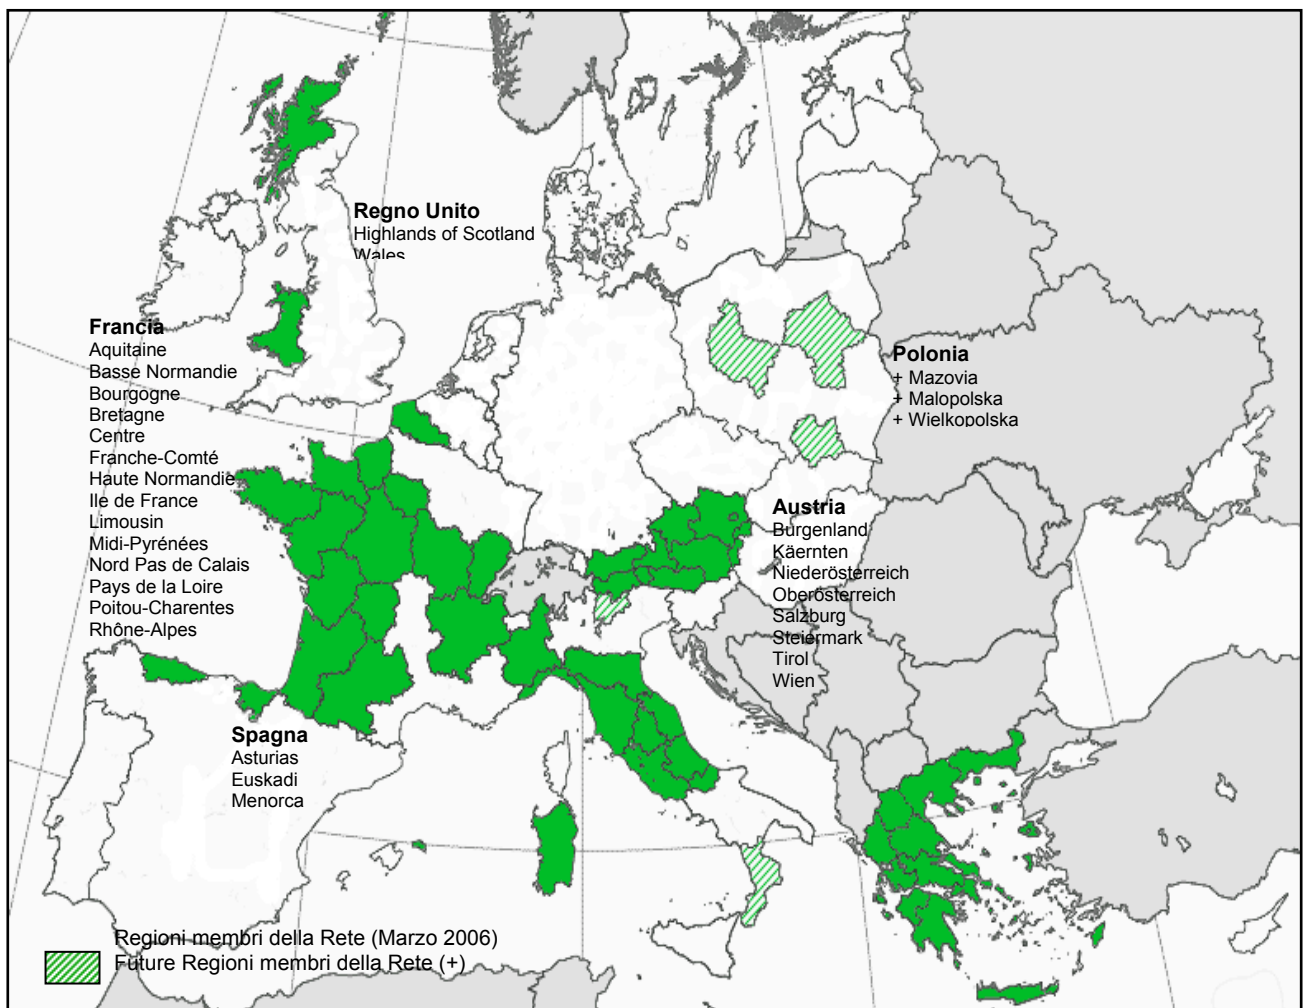 Regno Unito
Highlands of Scotland
Wales
Francia
Aquitaine
Basse Normandie
Bourgogne
Bretagne
Centre
Franche-Comté
Haute Normandie
Ile de France
Limousin
Midi-Pyrénées
Nord Pas de Calais
Pays de la Loire
Poitou-Charentes
Rhône-Alpes
Polonia
+ Mazovia
+ Malopolska
+ Wielkopolska
Austria
Burgenland
Käernten
Niederösterreich
Oberösterreich
Salzburg
Steiermark
Tirol
Wien
Spagna
Asturias
Euskadi
Menorca
Regioni membri della Rete (Marzo 2006)
Future Regioni membri della Rete (+)